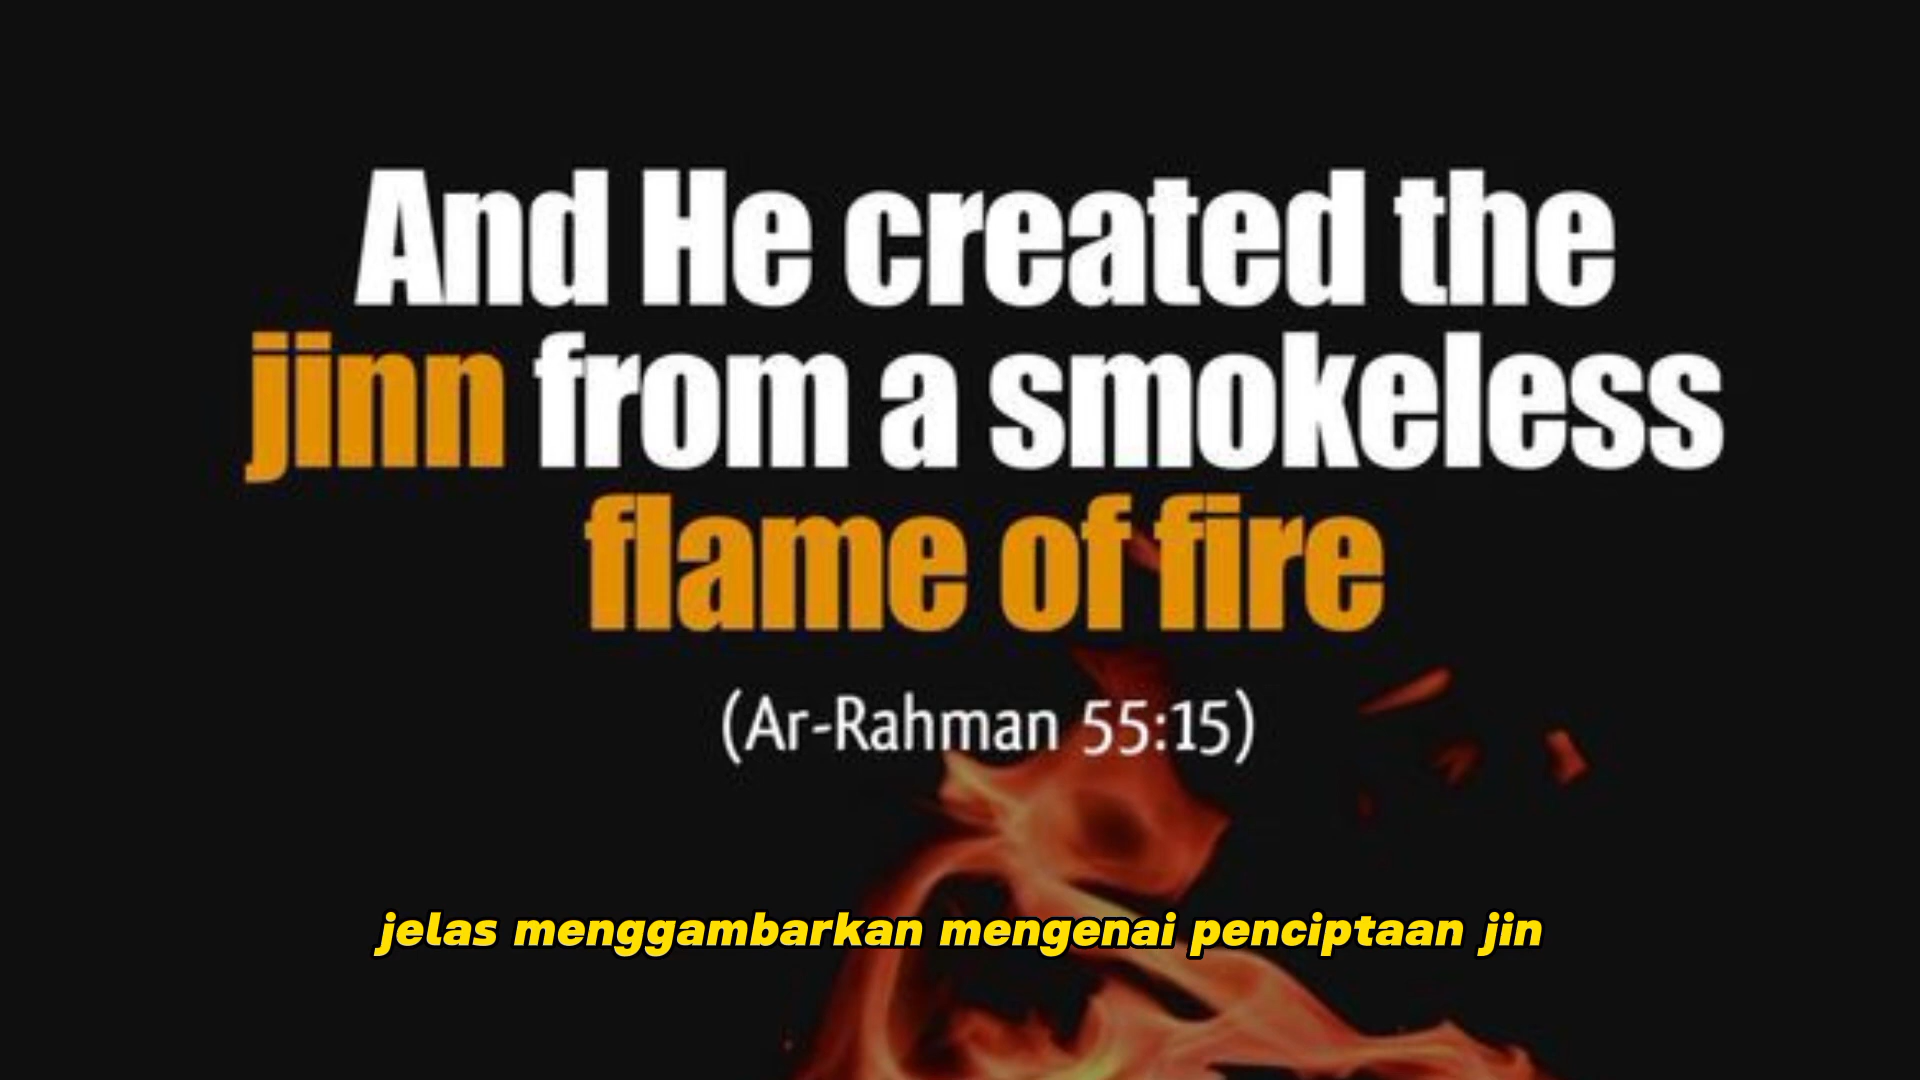 And He created the
jinn from a smokeless
flame of fire
(Ar-Rahman 55:15)
jelas menggambarkan mengenai penciptaan jin